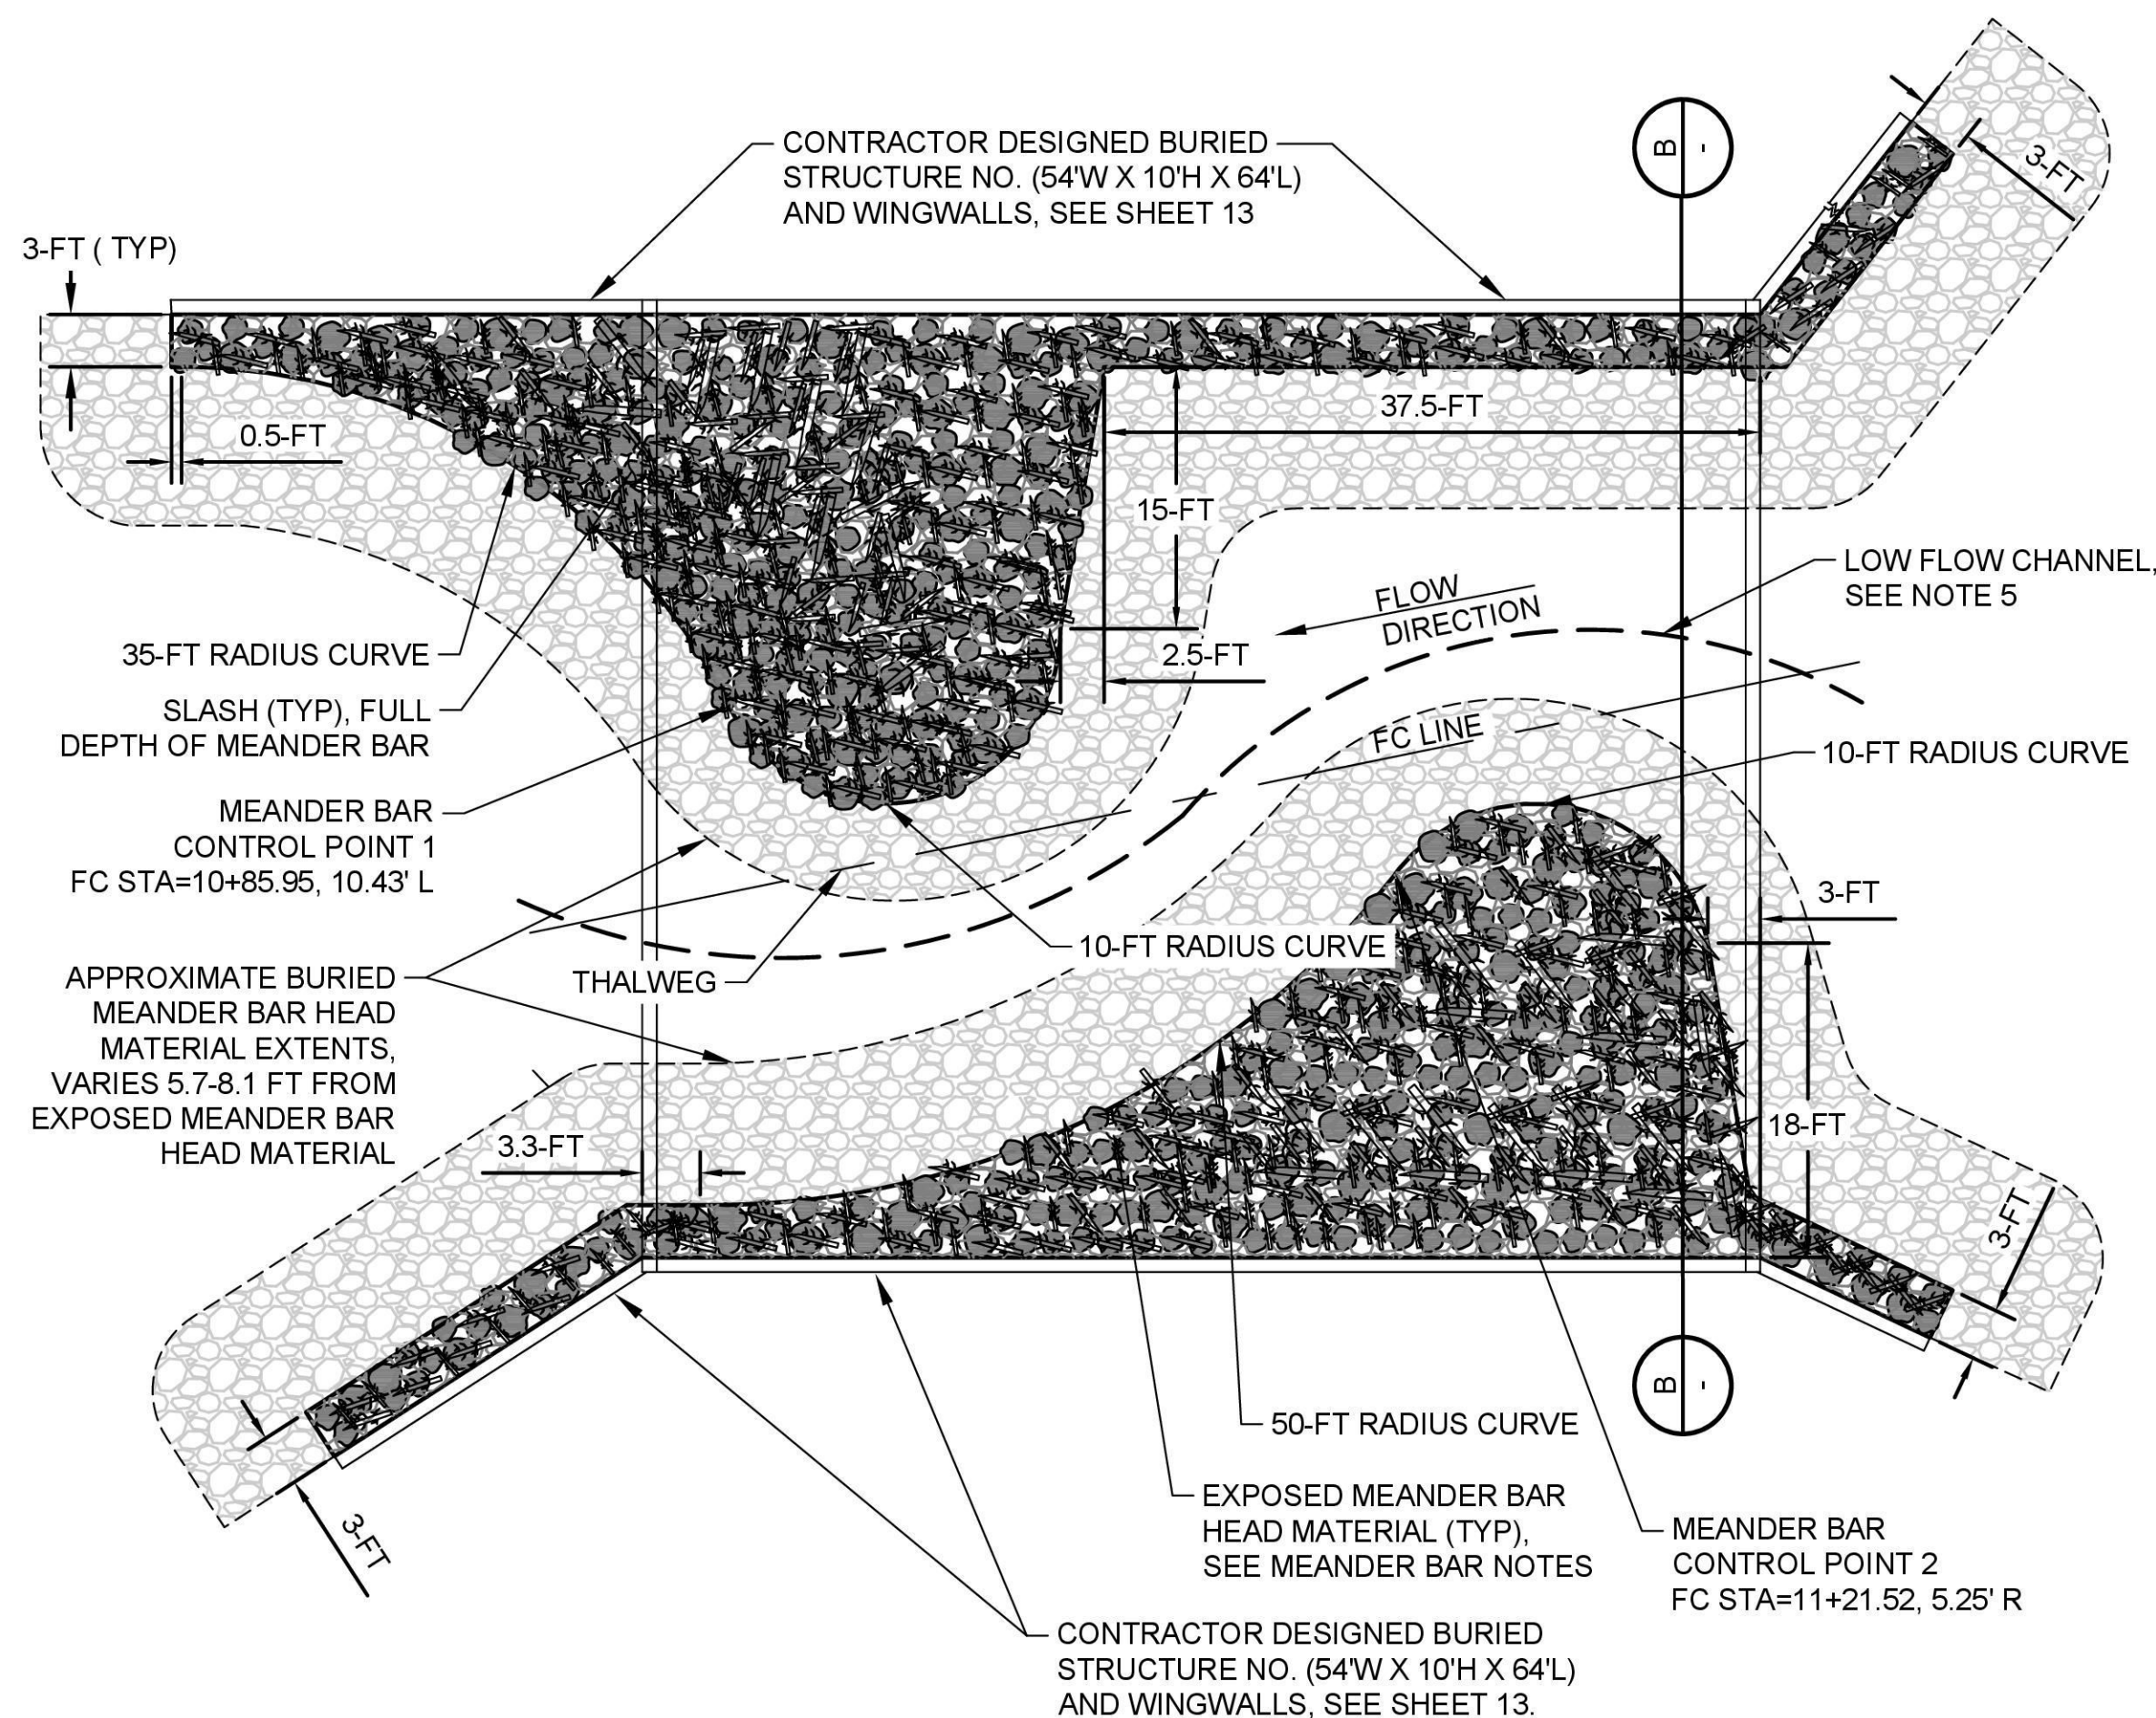 CONTRACTOR DESIGNED BURIED
STRUCTURE NO. (54'W X 10'H X 64'L)
AND WINGWALLS, SEE SHEET 13
B
-
3-FT
3-FT ( TYP)
0.5-FT
37.5-FT
15-FT
2.5-FT
FLOW
DIRECTION
LOW FLOW CHANNEL,
SEE NOTE 5
35-FT RADIUS CURVE
SLASH (TYP), FULL
DEPTH OF MEANDER BAR
FC LINE
10-FT RADIUS CURVE
MEANDER BAR
CONTROL POINT 1
FC STA=10+85.95, 10.43' L
3-FT
10-FT RADIUS CURVE
THALWEG
APPROXIMATE BURIED
MEANDER BAR HEAD
MATERIAL EXTENTS,
VARIES 5.7-8.1 FT FROM
EXPOSED MEANDER BAR
HEAD MATERIAL
3.3-FT
18-FT
3-FT
B
-
50-FT RADIUS CURVE
3-FT
EXPOSED MEANDER BAR
HEAD MATERIAL (TYP),
SEE MEANDER BAR NOTES
MEANDER BAR
CONTROL POINT 2
FC STA=11+21.52, 5.25' R
CONTRACTOR DESIGNED BURIED
STRUCTURE NO. (54'W X 10'H X 64'L)
AND WINGWALLS, SEE SHEET 13.